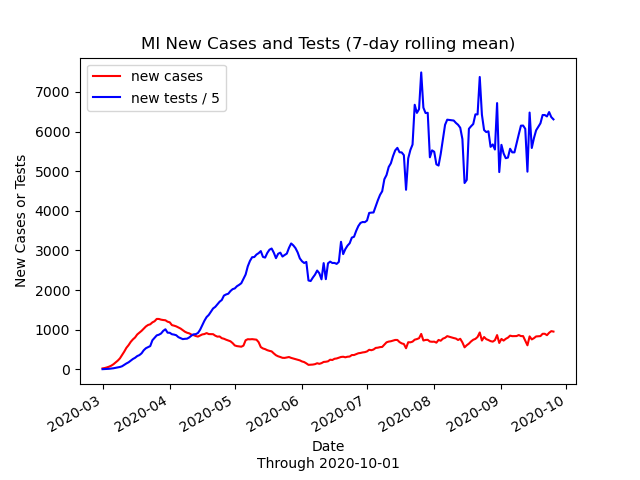 MI New Cases and Tests (7-day rolling mean)
new cases
new tests / 5
7000
6000
5000
4000
3000
2000
1000
0
New Cases or Tests
2020-03
2020-04
2020-05
2020-06
2020-07
2020-08
2020-09
2020-10
Date
Through 2020-10-01